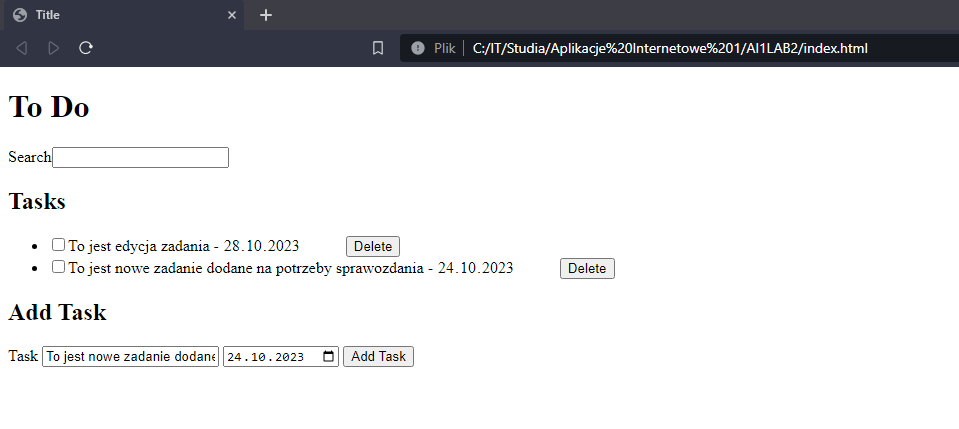 Title
Plik C:/IT/Studia/Aplikacje%20Internetowe%201/AI1LAB2/index.html
To Do
Search
Tasks
To jest edycja zadania - 28.10.2023 Delete
To jest nowe zadanie dodane na potrzeby sprawozdania - 24.10.2023 Delete
Add Task
Task To jest nowe zadanie dodane 24.10.2023 Add Task